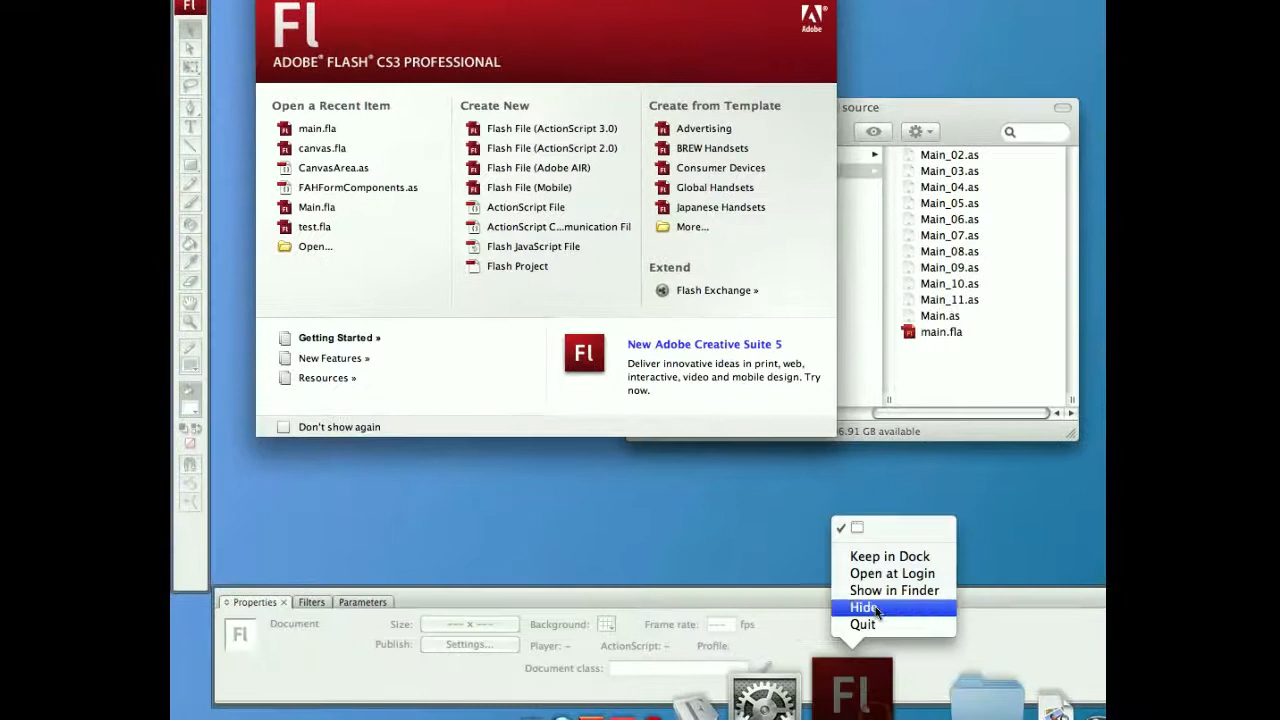 Fl
Fl
ADOBE® FLASH® CS3 PROFESSIONAL
Adobe
Open a Recent Item
main.fla
canvas.fla
CanvasArea.as
FAHFormComponents.as
Main.fla
test.fla
Open...
Create New
Flash File (ActionScript 3.0)
Flash File (ActionScript 2.0)
Flash File (Adobe AIR)
Flash File (Mobile)
ActionScript File
ActionScript C...munication Fil
Flash JavaScript File
Flash Project
Create from Template
Advertising
BREW Handsets
Consumer Devices
Global Handsets
Japanese Handsets
More...
Extend
Flash Exchange »
Getting Started »
New Features »
Resources »
Fl
New Adobe Creative Suite 5
Deliver innovative ideas in print, web,
interactive, video and mobile design. Try
now.
Don't show again
source
Main_02.as
Main_03.as
Main_04.as
Main_05.as
Main_06.as
Main_07.as
Main_08.as
Main_09.as
Main_10.as
Main_11.as
Main.as
main.fla
6.91 GB available
Keep in Dock
Open at Login
Show in Finder
Hide
Quit
Properties × Filters Parameters
Fl
Document
Size: --- x ---
Background:
Frame rate: --- fps
Publish: Settings...
Player: –
ActionScript: –
Profile:
Document class:
Fl